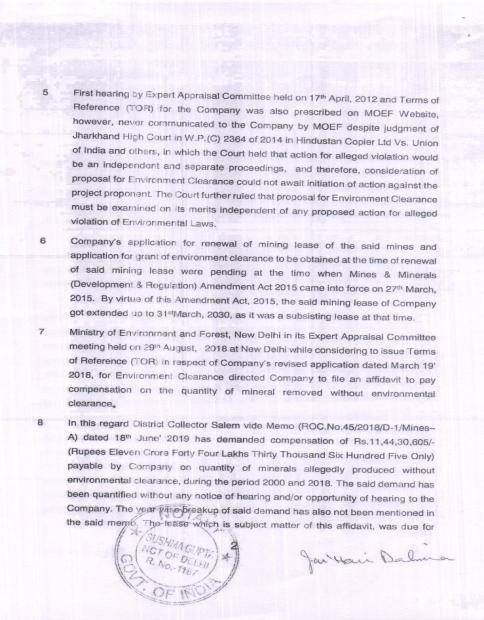 5 First hearing by Expert Appraisal Committee held on 17th April, 2012 and Terms of
Reference (TOR) for the Company was also prescribed on MOEF Website,
however, never communicated to the Company by MOEF despite judgment of
Jharkhand High Court in W.P.(C) 2364 of 2014 in Hindustan Copier Ltd Vs. Union
of India and others, in which the Court held that action for alleged violation would
be an independent and separate proceedings, and therefore, consideration of
proposal for Environment Clearance could not await initiation of action against the
project proponent. The Court further ruled that proposal for Environment Clearance
must be examined on its merits independent of any proposed action for alleged
violation of Environmental Laws.
6 Company's application for renewal of mining lease of the said mines and
application for grant of environment clearance to be obtained at the time of renewal
of said mining lease were pending at the time when Mines & Minerals
(Development & Regulation) Amendment Act 2015 came into force on 27th March,
2015. By virtue of this Amendment Act, 2015, the said mining lease of Company
got extended up to 31st March, 2030, as it was a subsisting lease at that time.
7 Ministry of Environment and Forest, New Delhi in its Expert Appraisal Committee
meeting held on 29th August, 2018 at New Delhi while considering to issue Terms
of Reference (TOR) in respect of Company's revised application dated March 19'
2018, for Environment Clearance directed Company to file an affidavit to pay
compensation on the quantity of mineral removed without environmental
clearance.
8 In this regard District Collector Salem vide Memo (ROC.No.45/2018/D-1/Mines–
A) dated 18th June' 2019 has demanded compensation of Rs.11,44,30,605/-
(Rupees Eleven Crore Forty Four Lakhs Thirty Thousand Six Hundred Five Only)
payable by Company on quantity of minerals allegedly produced without
environmental clearance, during the period 2000 and 2018. The said demand has
been quantified without any notice of hearing and/or opportunity of hearing to the
Company. The year wise breakup of said demand has also not been mentioned in
the said memo. The lease which is subject matter of this affidavit, was due for
2
SUSHMA GUPTA
NCT OF DELHI
R. No.-1187
GOVT. OF INDIA
Jai Hari Dalmia